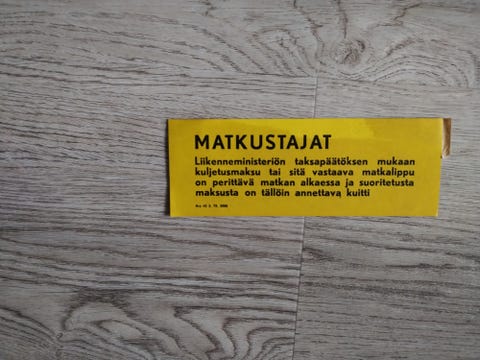 MATKUSTAJAT
Liikenneministeriön taksapäätöksen mukaan
kuljetusmaksu tai sitä vastaava matkalippu
on perittävä matkan alkaessa ja suoritetusta
maksusta on tällöin annettava kuitti